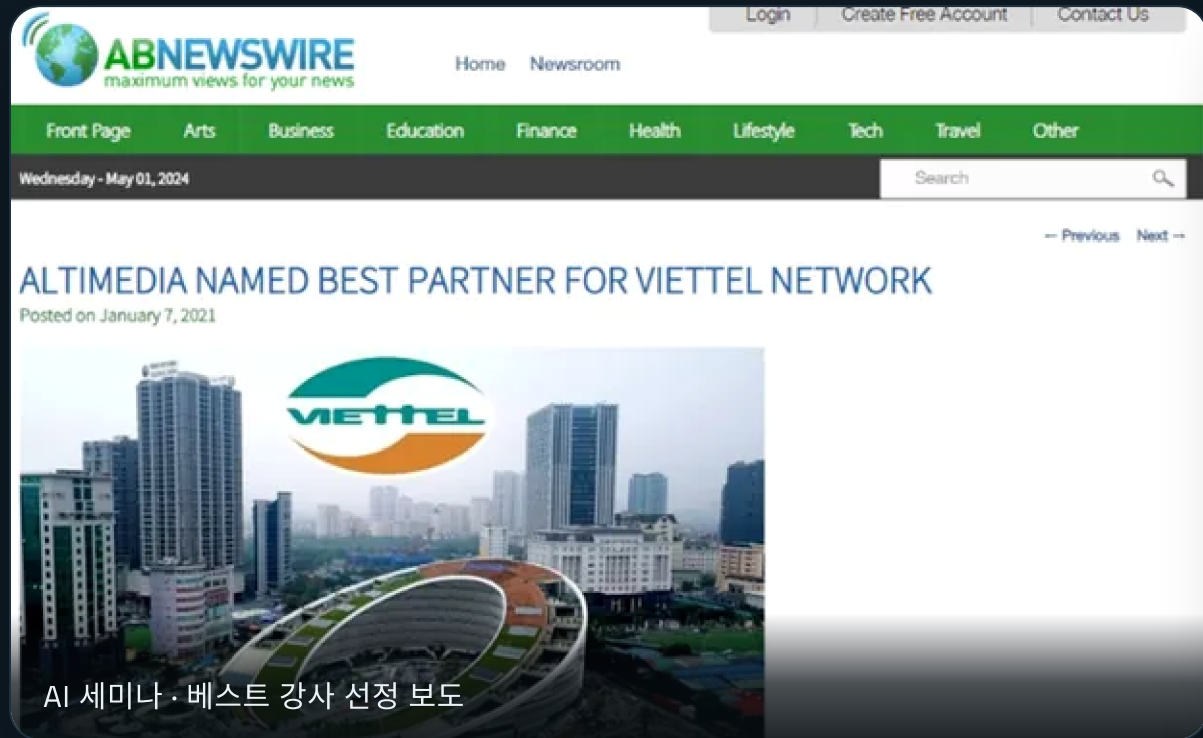 Login Create Free Account Contact Us
ABNEWSWIRE
maximum views for your news
Home Newsroom
Front Page Arts Business Education Finance Health Lifestyle Tech Travel Other
Wednesday - May 01, 2024
Search
← Previous Next →
ALTIMEDIA NAMED BEST PARTNER FOR VIETTEL NETWORK
Posted on January 7, 2021
VIETTEL
AI 세미나 · 베스트 강사 선정 보도